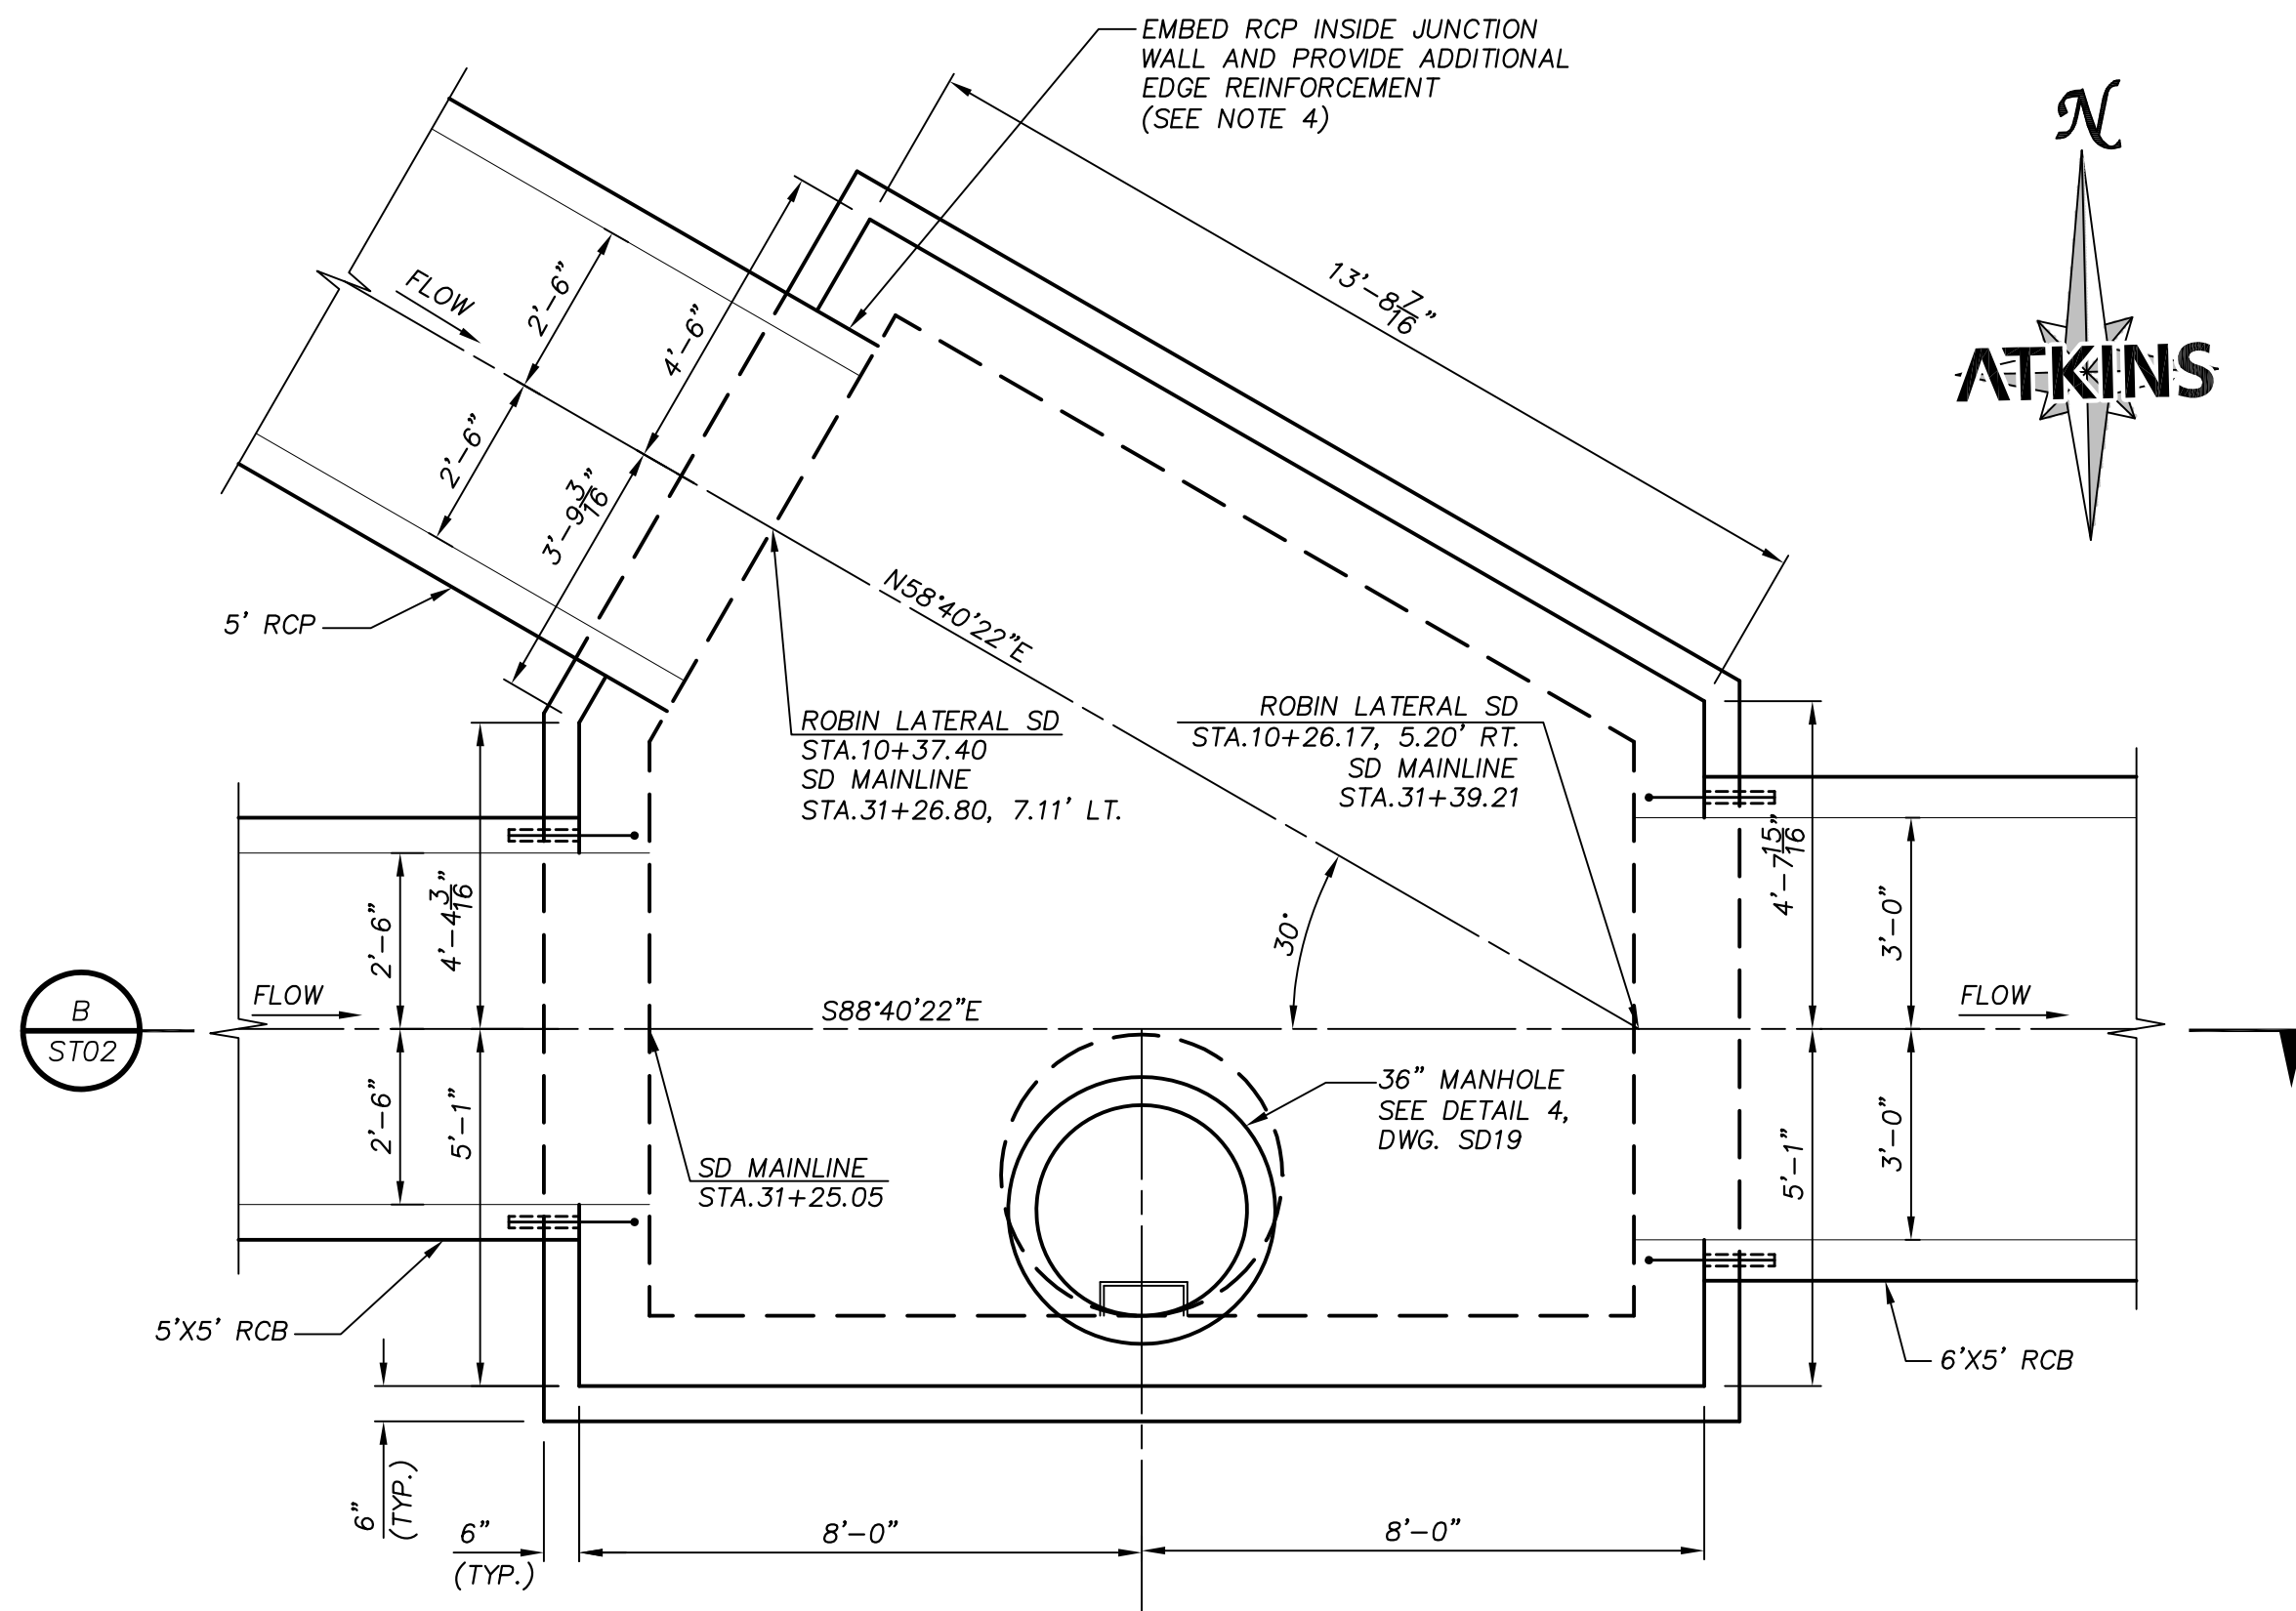 EMBED RCP INSIDE JUNCTION
WALL AND PROVIDE ADDITIONAL
EDGE REINFORCEMENT
(SEE NOTE 4)
N
ATKINS
13'-8 7/16"
FLOW
2'-6"
4'-6"
2'-6"
3'-9 3/16"
5' RCP
N58°40'22"E
ROBIN LATERAL SD
STA.10+37.40
SD MAINLINE
STA.31+26.80, 7.11' LT.
ROBIN LATERAL SD
STA.10+26.17, 5.20' RT.
SD MAINLINE
STA.31+39.21
4'-7 15/16"
3'-0"
2'-6"
4'-4 3/16"
30°
B
ST02
FLOW
S88°40'22"E
FLOW
36" MANHOLE
SEE DETAIL 4,
DWG. SD19
2'-6"
5'-1"
SD MAINLINE
STA.31+25.05
5'-1"
3'-0"
5'X5' RCB
6'X5' RCB
6"
(TYP.)
6"
(TYP.)
8'-0"
8'-0"